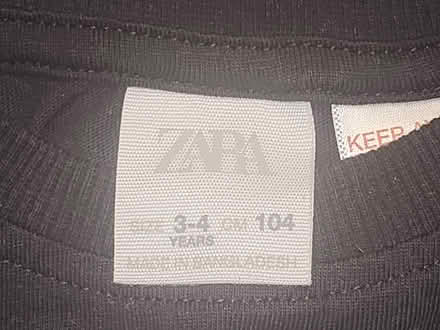 ZARA
SIZE 3-4 CM 104
YEARS
MADE IN BANGLADESH
KEEP